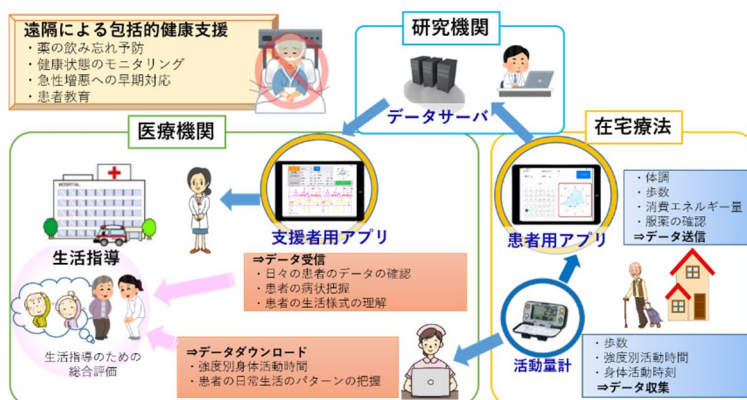 遠隔による包括的健康支援
・薬の飲み忘れ予防
・健康状態のモニタリング
・急性増悪への早期対応
・患者教育
研究機関
データサーバ
医療機関
HOSPITAL
生活指導
生活指導のための
総合評価
支援者用アプリ
⇒データ受信
・日々の患者のデータの確認
・患者の病状把握
・患者の生活様式の理解
⇒データダウンロード
・強度別身体活動時間
・患者の日常生活のパターンの把握
在宅療法
患者用アプリ
・体調
・歩数
・消費エネルギー量
・服薬の確認
⇒データ送信
活動量計
・歩数
・強度別活動時間
・身体活動時刻
⇒データ収集